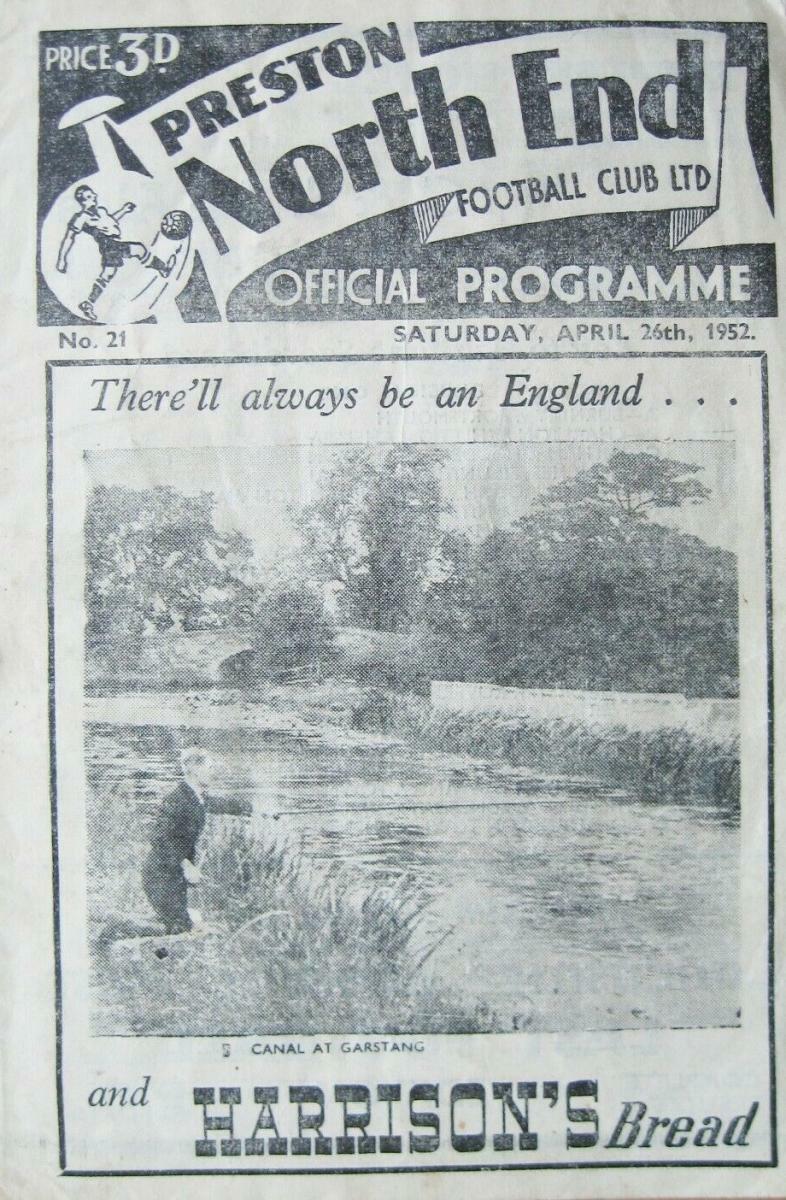 PRICE 3D
PRESTON
North End
FOOTBALL CLUB LTD
OFFICIAL PROGRAMME
No. 21 SATURDAY, APRIL 26th, 1952.
There'll always be an England . . .
CANAL AT GARSTANG
and HARRISON'S Bread